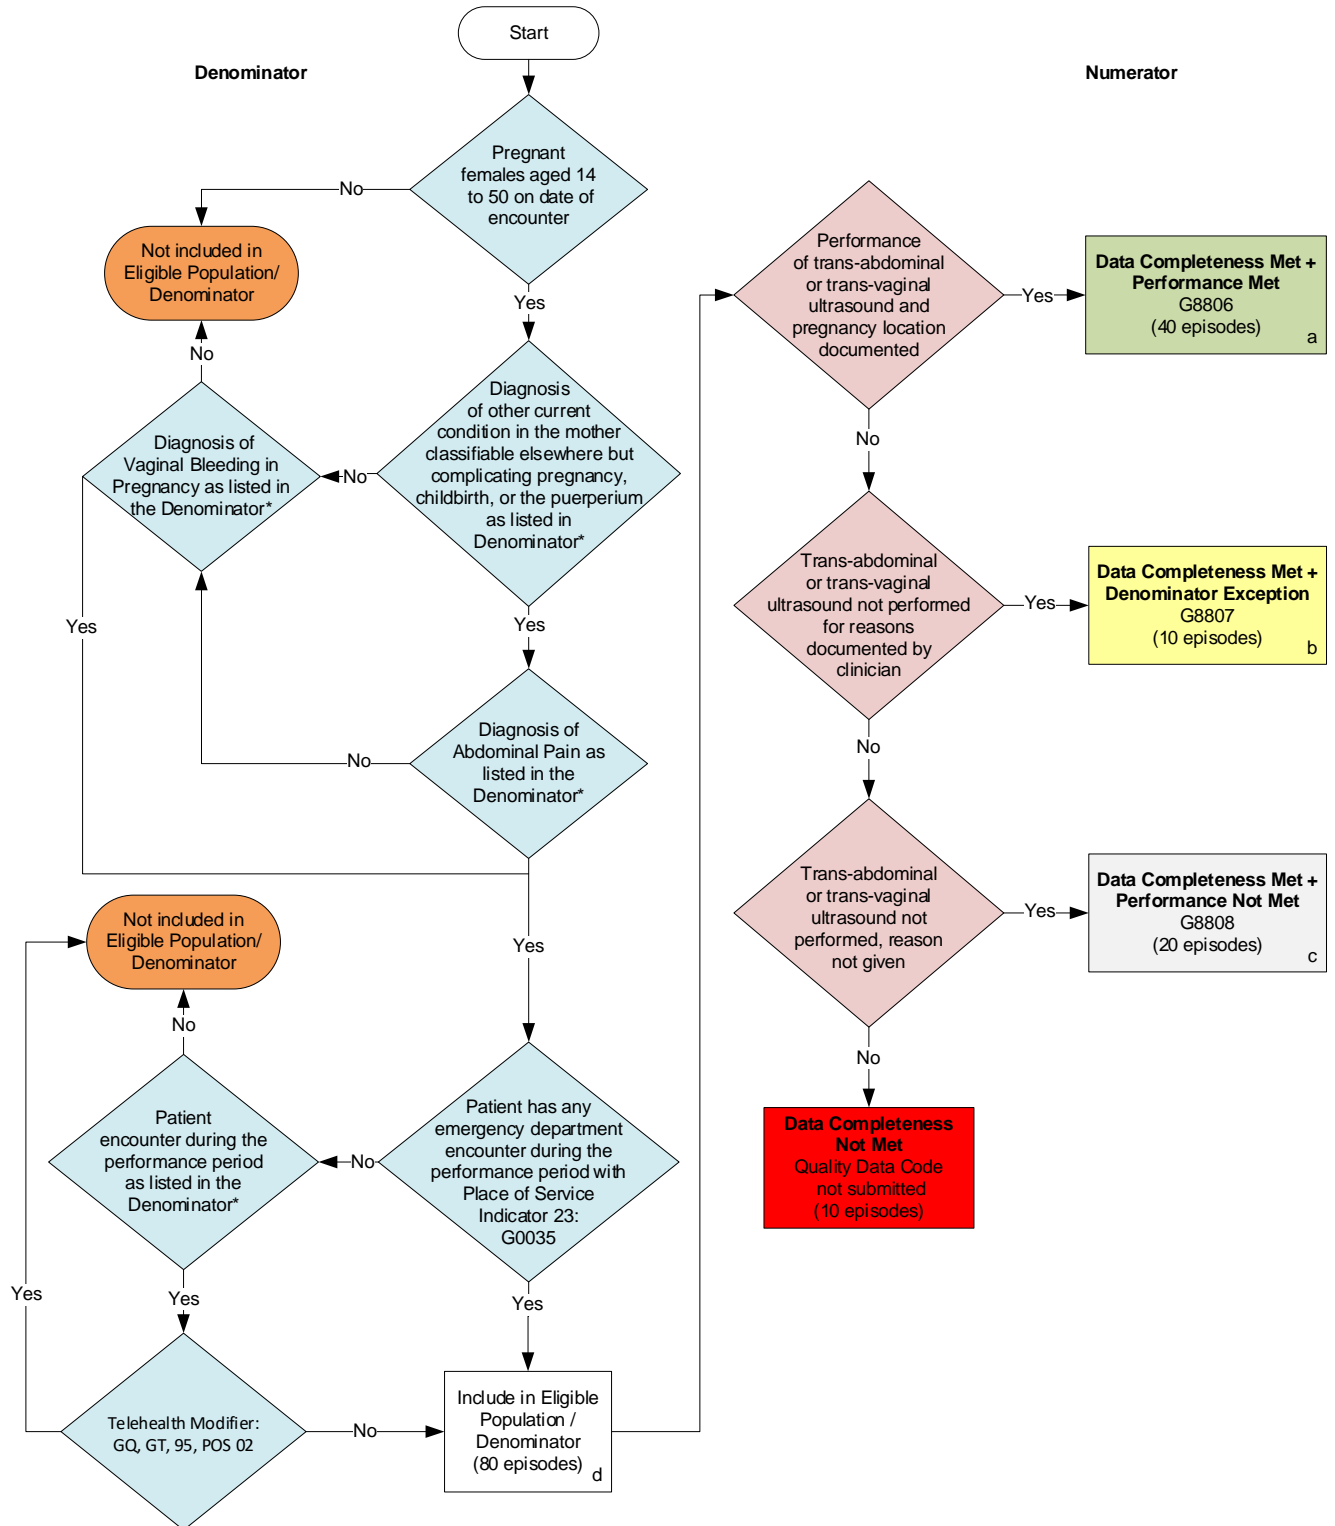 Start
Denominator
Numerator
Pregnant
females aged 14
to 50 on date of
encounter
No
Not included in
Eligible Population/
Denominator
Yes
No
Diagnosis
of other current
condition in the mother
classifiable elsewhere but
complicating pregnancy,
childbirth, or the puerperium
as listed in
Denominator*
No
Diagnosis of
Vaginal Bleeding in
Pregnancy as listed in
the Denominator*
Yes
Yes
Diagnosis of
Abdominal Pain as
listed in the
Denominator*
No
Not included in
Eligible Population/
Denominator
Yes
No
Patient has any
emergency department
encounter during the
performance period with
Place of Service
Indicator 23:
G0035
No
Patient
encounter during the
performance period
as listed in the
Denominator*
Yes
Yes
Yes
Telehealth Modifier:
GQ, GT, 95, POS 02
No
Include in Eligible
Population /
Denominator
(80 episodes)
d
Performance
of trans-abdominal
or trans-vaginal
ultrasound and
pregnancy location
documented
Yes
Data Completeness Met +
Performance Met
G8806
(40 episodes)
a
No
Trans-abdominal
or trans-vaginal
ultrasound not performed
for reasons
documented by
clinician
Yes
Data Completeness Met +
Denominator Exception
G8807
(10 episodes)
b
No
Trans-abdominal
or trans-vaginal
ultrasound not
performed, reason
not given
Yes
Data Completeness Met +
Performance Not Met
G8808
(20 episodes)
c
No
Data Completeness
Not Met
Quality Data Code
not submitted
(10 episodes)